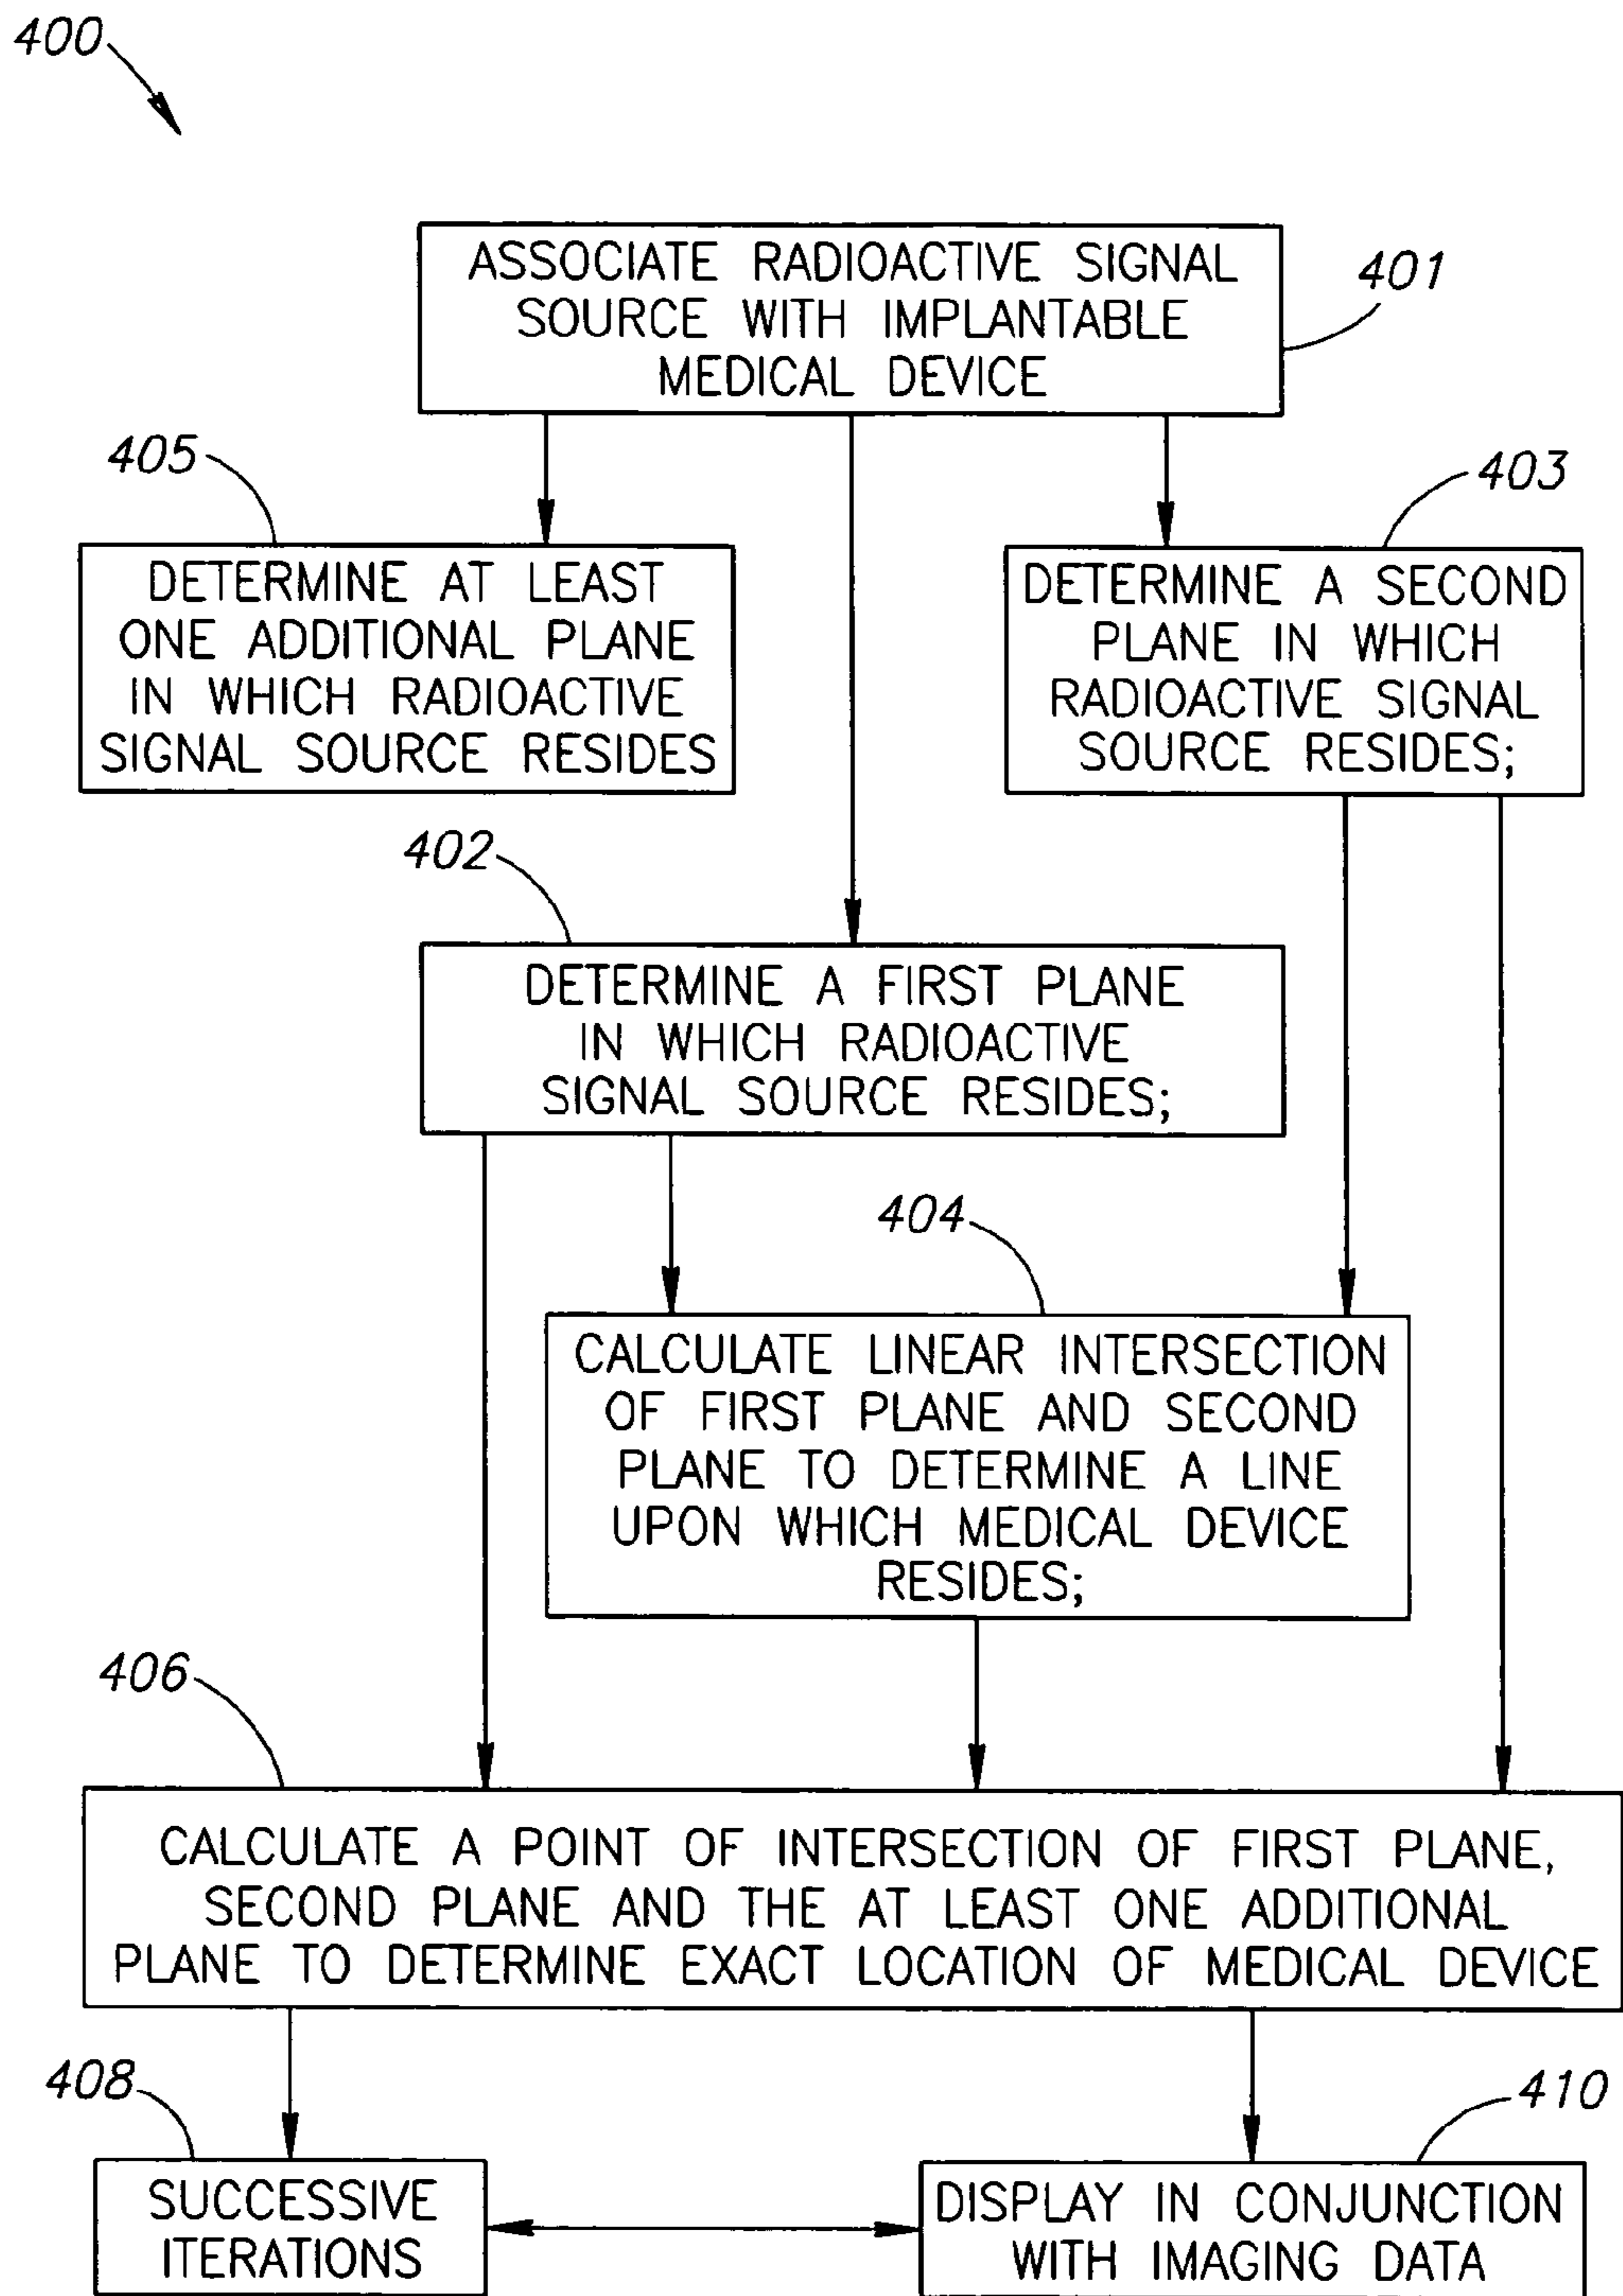 400
ASSOCIATE RADIOACTIVE SIGNAL
SOURCE WITH IMPLANTABLE
MEDICAL DEVICE
401
405
403
DETERMINE AT LEAST
ONE ADDITIONAL PLANE
IN WHICH RADIOACTIVE
SIGNAL SOURCE RESIDES
DETERMINE A SECOND
PLANE IN WHICH
RADIOACTIVE SIGNAL
SOURCE RESIDES;
402
DETERMINE A FIRST PLANE
IN WHICH RADIOACTIVE
SIGNAL SOURCE RESIDES;
404
CALCULATE LINEAR INTERSECTION
OF FIRST PLANE AND SECOND
PLANE TO DETERMINE A LINE
UPON WHICH MEDICAL DEVICE
RESIDES;
406
CALCULATE A POINT OF INTERSECTION OF FIRST PLANE,
SECOND PLANE AND THE AT LEAST ONE ADDITIONAL
PLANE TO DETERMINE EXACT LOCATION OF MEDICAL DEVICE
408
410
SUCCESSIVE
ITERATIONS
DISPLAY IN CONJUNCTION
WITH IMAGING DATA